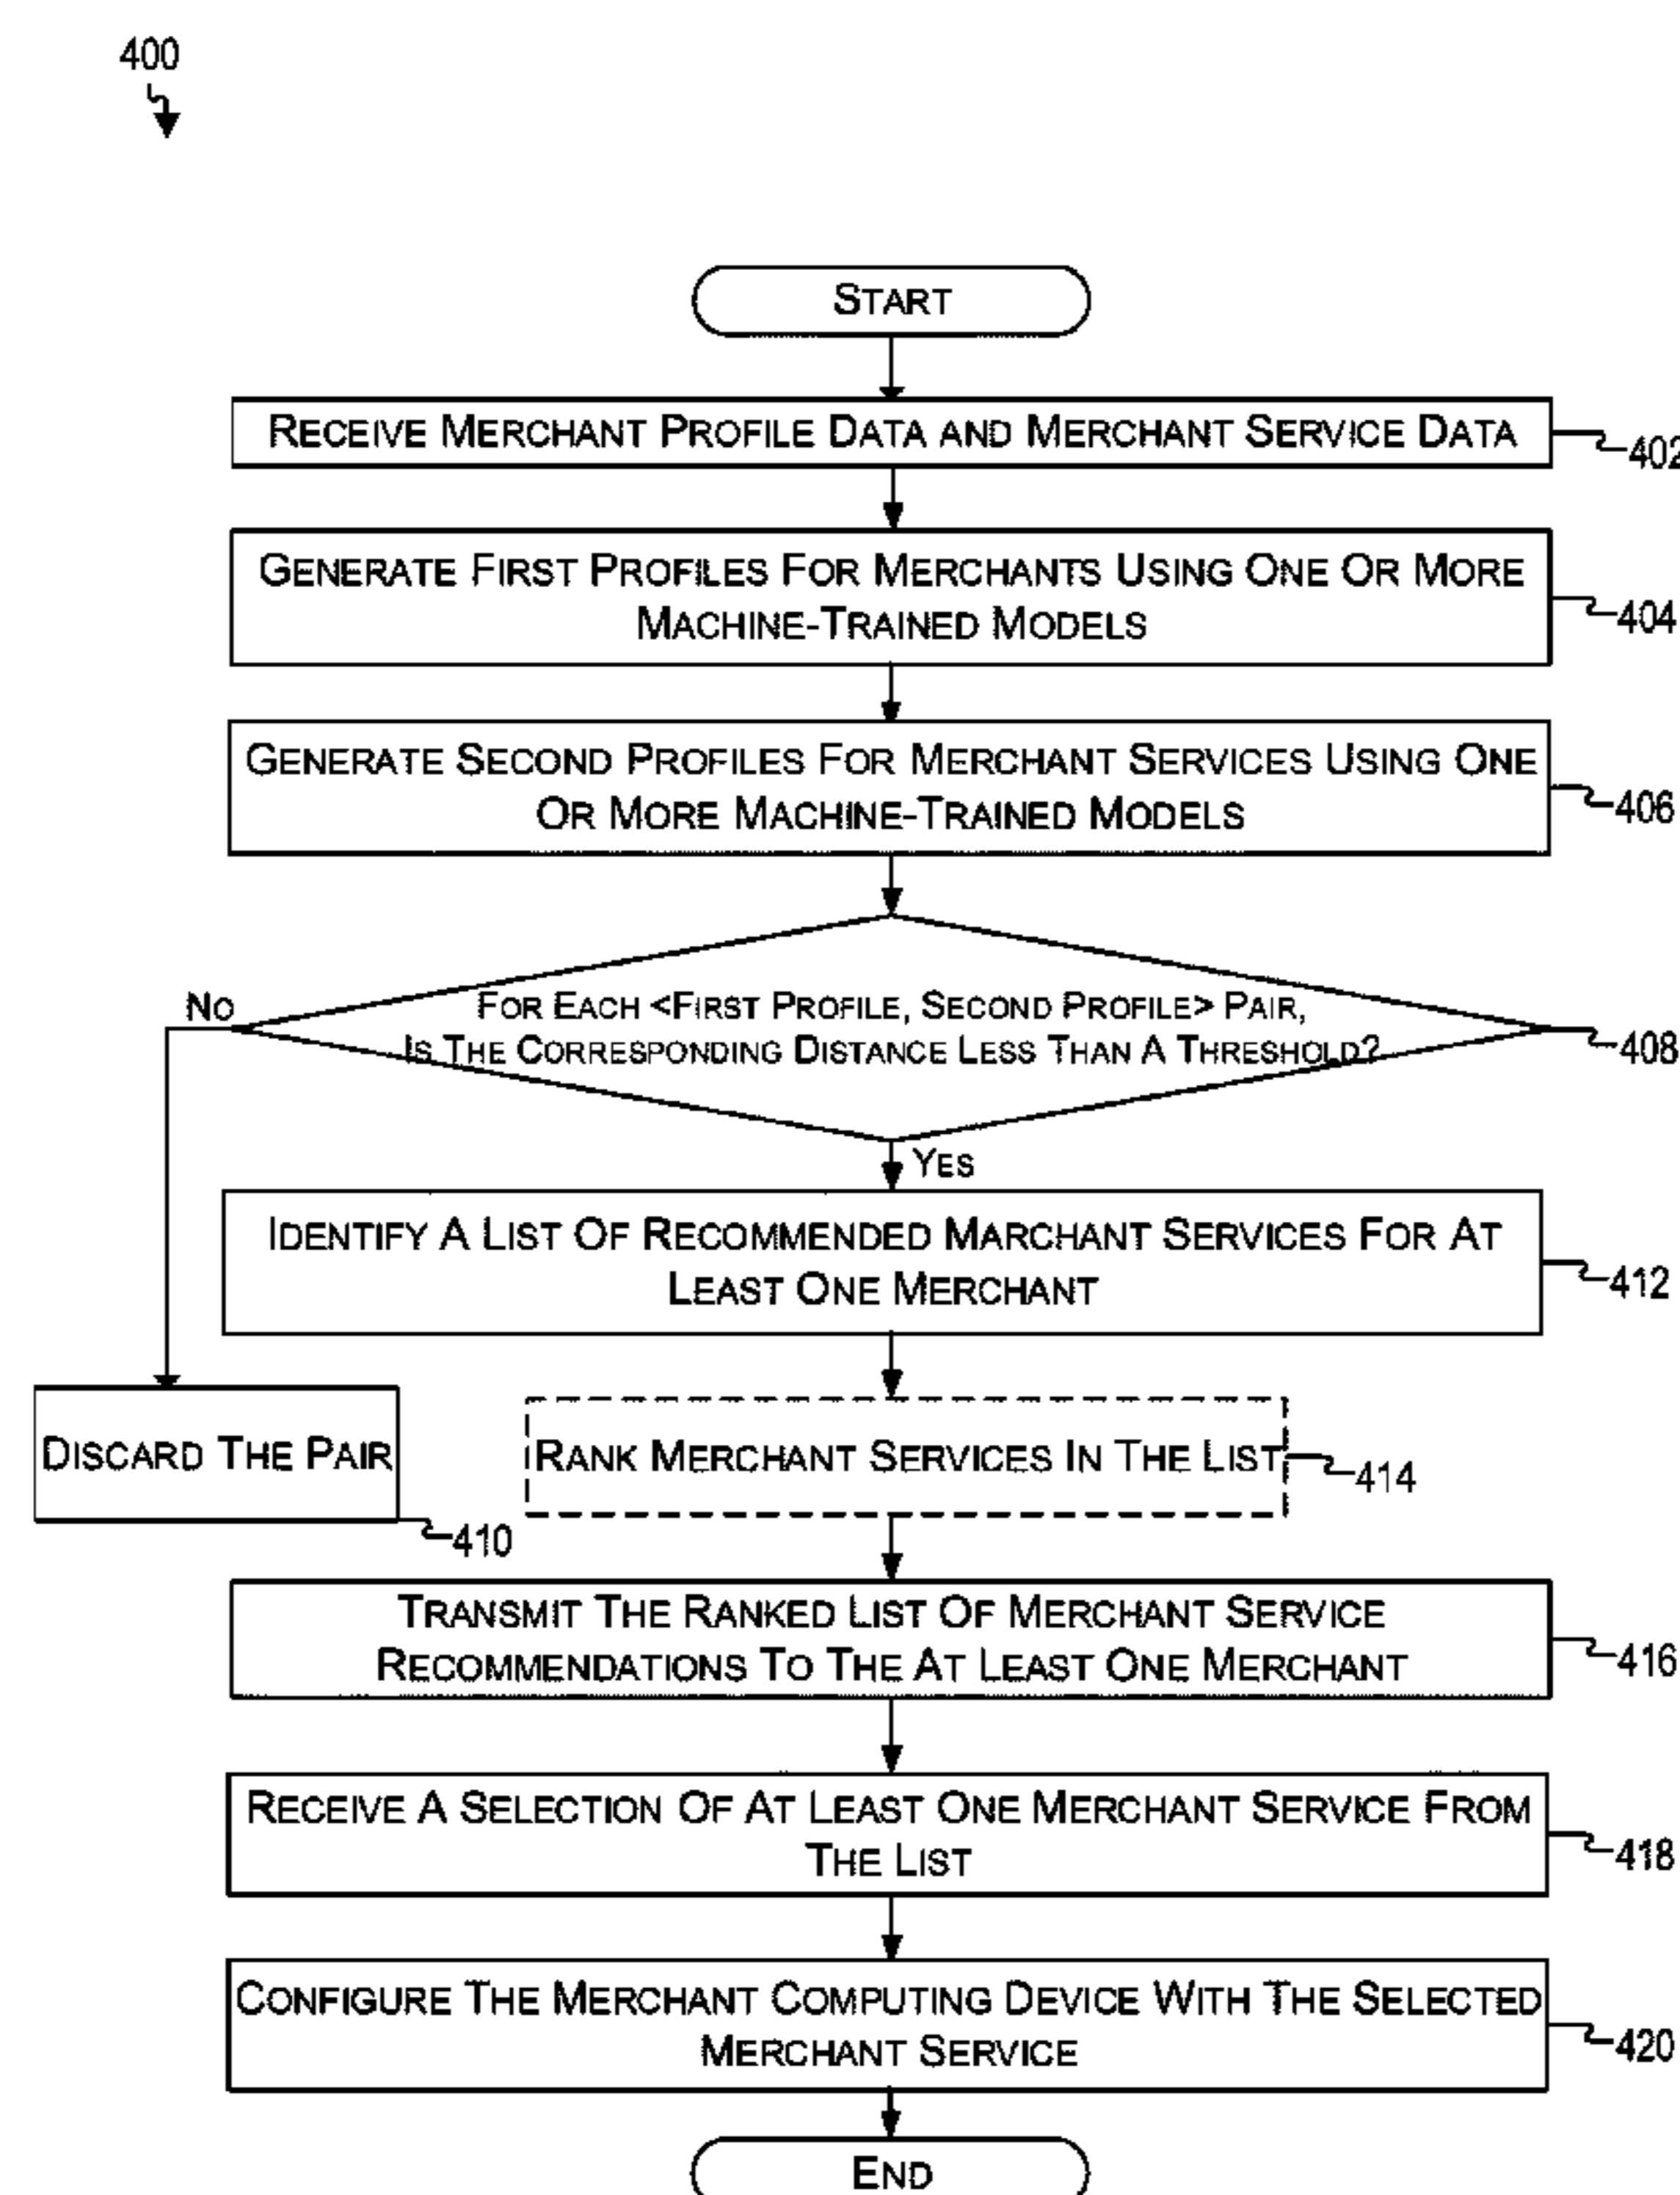 400
START
RECEIVE MERCHANT PROFILE DATA AND MERCHANT SERVICE DATA
402
GENERATE FIRST PROFILES FOR MERCHANTS USING ONE OR MORE
MACHINE-TRAINED MODELS
404
GENERATE SECOND PROFILES FOR MERCHANT SERVICES USING ONE
OR MORE MACHINE-TRAINED MODELS
406
NO
FOR EACH <FIRST PROFILE, SECOND PROFILE> PAIR,
IS THE CORRESPONDING DISTANCE LESS THAN A THRESHOLD?
408
YES
IDENTIFY A LIST OF RECOMMENDED MARCHANT SERVICES FOR AT
LEAST ONE MERCHANT
412
DISCARD THE PAIR
410
RANK MERCHANT SERVICES IN THE LIST
414
TRANSMIT THE RANKED LIST OF MERCHANT SERVICE
RECOMMENDATIONS TO THE AT LEAST ONE MERCHANT
416
RECEIVE A SELECTION OF AT LEAST ONE MERCHANT SERVICE FROM
THE LIST
418
CONFIGURE THE MERCHANT COMPUTING DEVICE WITH THE SELECTED
MERCHANT SERVICE
420
END